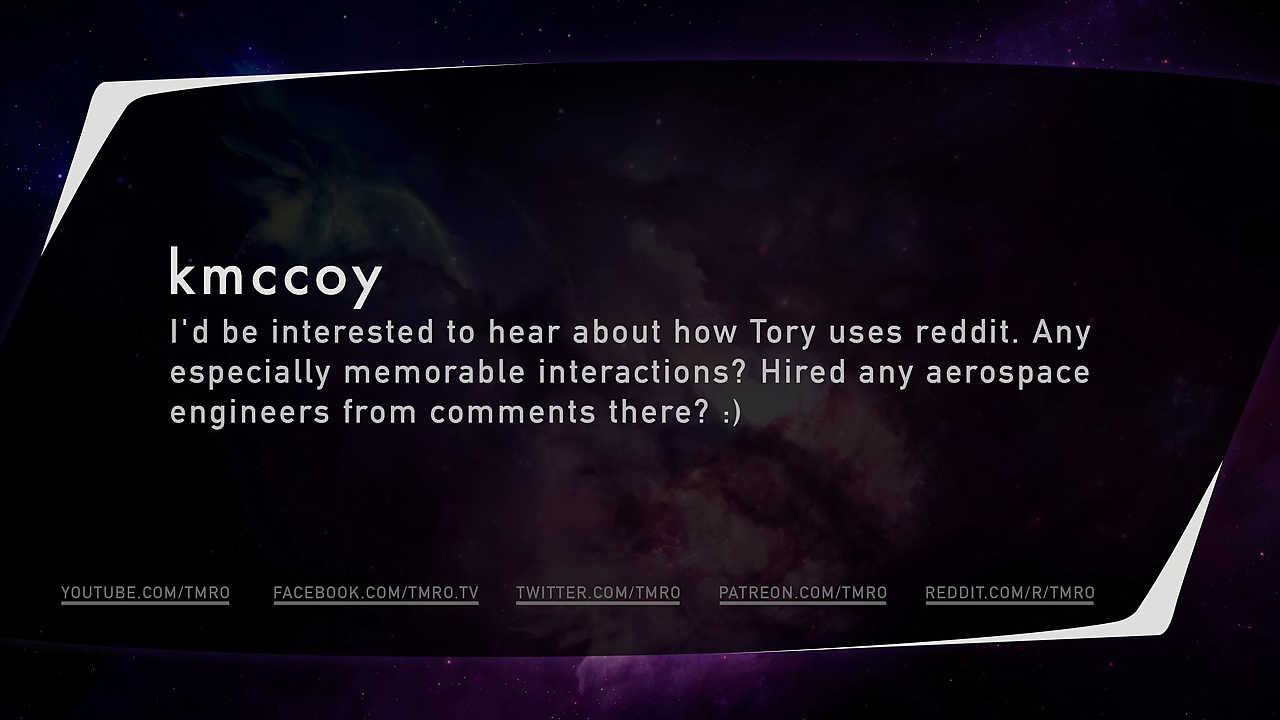 kmccoy
I'd be interested to hear about how Tory uses reddit. Any
especially memorable interactions? Hired any aerospace
engineers from comments there? :)
YOUTUBE.COM/TMRO FACEBOOK.COM/TMRO.TV TWITTER.COM/TMRO PATREON.COM/TMRO REDDIT.COM/R/TMRO